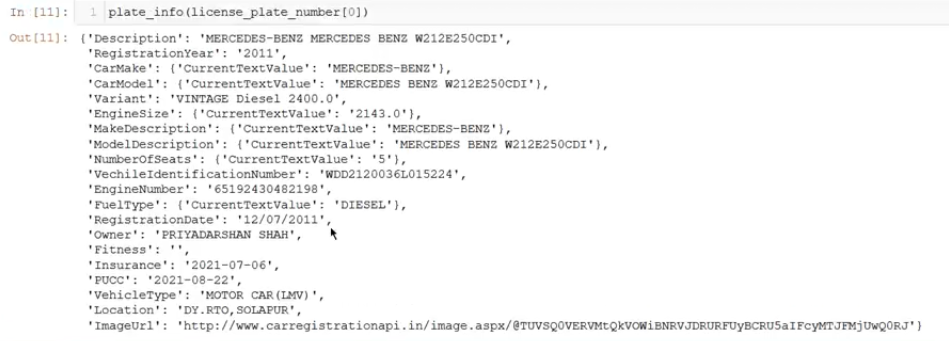 In [11]: 1 plate_info(license_plate_number[0])
Out[11]: {'Description': 'MERCEDES-BENZ MERCEDES BENZ W212E250CDI',
'RegistrationYear': '2011',
'CarMake': {'CurrentTextValue': 'MERCEDES-BENZ'},
'CarModel': {'CurrentTextValue': 'MERCEDES BENZ W212E250CDI'},
'Variant': 'VINTAGE Diesel 2400.0',
'EngineSize': {'CurrentTextValue': '2143.0'},
'MakeDescription': {'CurrentTextValue': 'MERCEDES-BENZ'},
'ModelDescription': {'CurrentTextValue': 'MERCEDES BENZ W212E250CDI'},
'NumberOfSeats': {'CurrentTextValue': '5'},
'VechileIdentificationNumber': 'WDD2120036L015224',
'EngineNumber': '65192430482198',
'FuelType': {'CurrentTextValue': 'DIESEL'},
'RegistrationDate': '12/07/2011',
'Owner': 'PRIYADARSHAN SHAH',
'Fitness': '',
'Insurance': '2021-07-06',
'PUCC': '2021-08-22',
'VehicleType': 'MOTOR CAR(LMV)',
'Location': 'DY.RTO,SOLAPUR',
'ImageUrl': 'http://www.carregistrationapi.in/image.aspx/@TUVSQ0VERVMtQkVOWiBNRVJDRURFUyBCRU5aIFcyMTJFMjUwQ0RJ'}